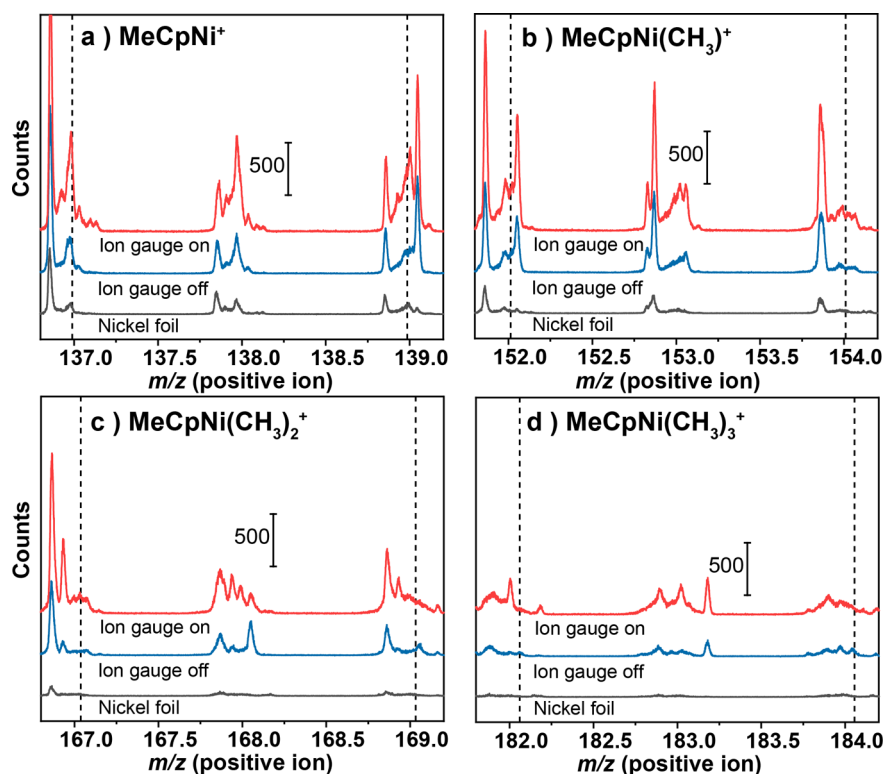 a ) MeCpNi⁺
500
Counts
Ion gauge on
Ion gauge off
Nickel foil
137.0 137.5 138.0 138.5 139.0
m/z (positive ion)
b ) MeCpNi(CH₃)⁺
500
Ion gauge on
Ion gauge off
Nickel foil
152.0 152.5 153.0 153.5 154.0
m/z (positive ion)
c ) MeCpNi(CH₃)₂⁺
500
Counts
Ion gauge on
Ion gauge off
Nickel foil
167.0 167.5 168.0 168.5 169.0
m/z (positive ion)
d ) MeCpNi(CH₃)₃⁺
500
Ion gauge on
Ion gauge off
Nickel foil
182.0 182.5 183.0 183.5 184.0
m/z (positive ion)